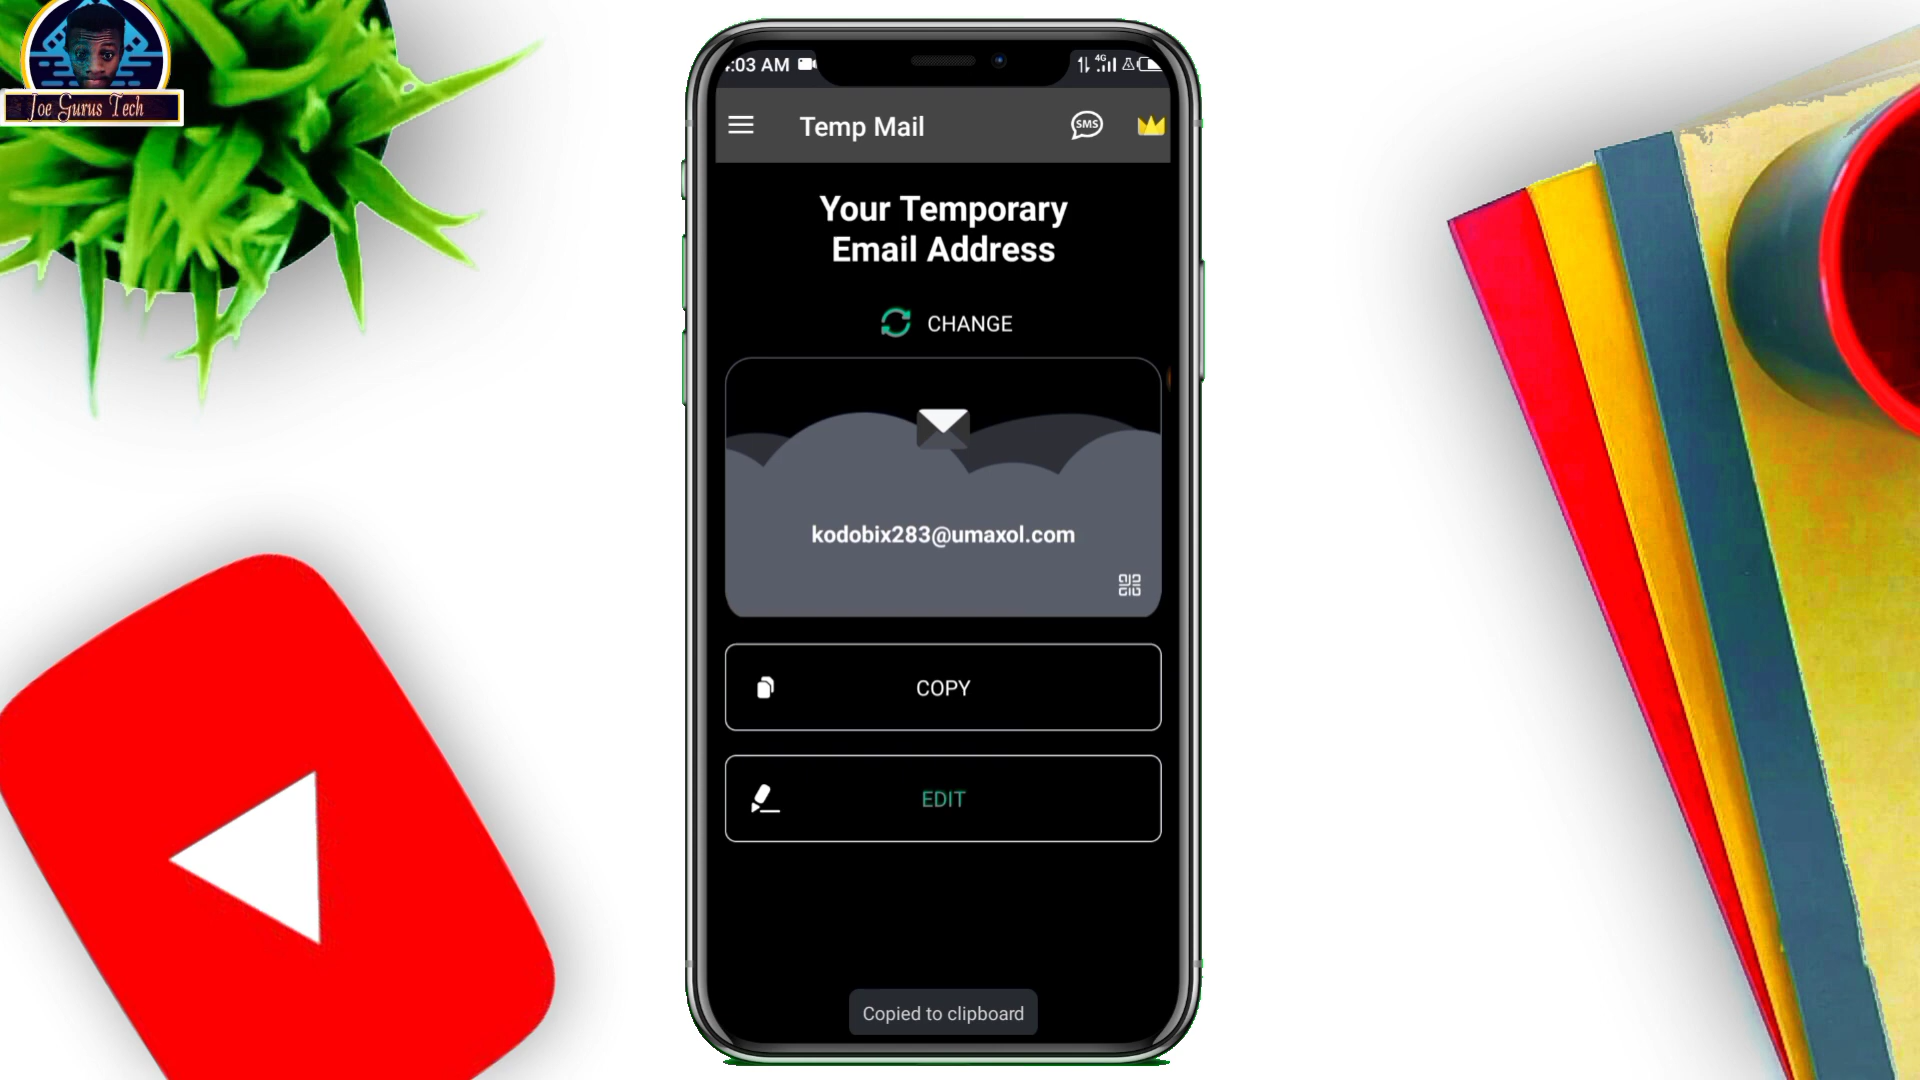 Joe Gurus Tech
:03 AM
4G
Temp Mail
SMS
Your Temporary
Email Address
CHANGE
kodobix283@umaxol.com
COPY
EDIT
Copied to clipboard